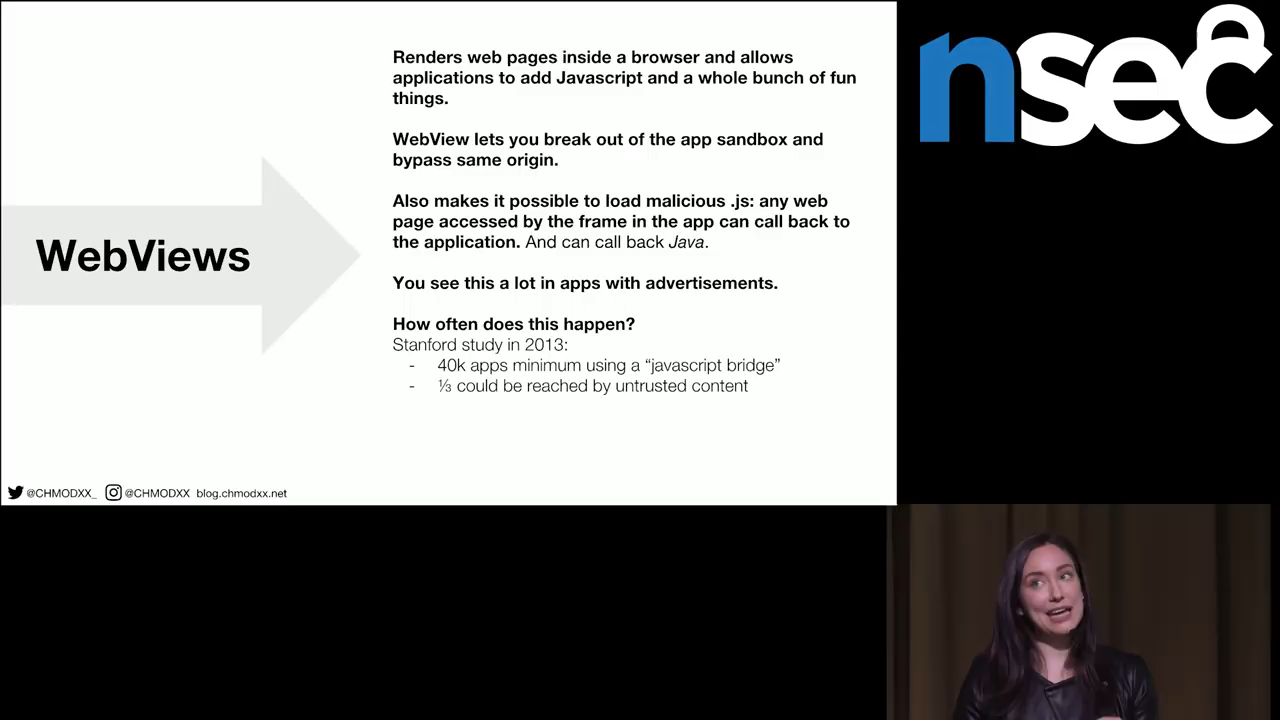 Renders web pages inside a browser and allows
applications to add Javascript and a whole bunch of fun
things.
WebView lets you break out of the app sandbox and
bypass same origin.
Also makes it possible to load malicious .js: any web
page accessed by the frame in the app can call back to
the application. And can call back Java.
You see this a lot in apps with advertisements.
How often does this happen?
Stanford study in 2013:
- 40k apps minimum using a “javascript bridge”
- ⅓ could be reached by untrusted content
WebViews
@CHMODXX_ @CHMODXX blog.chmodxx.net
nsec